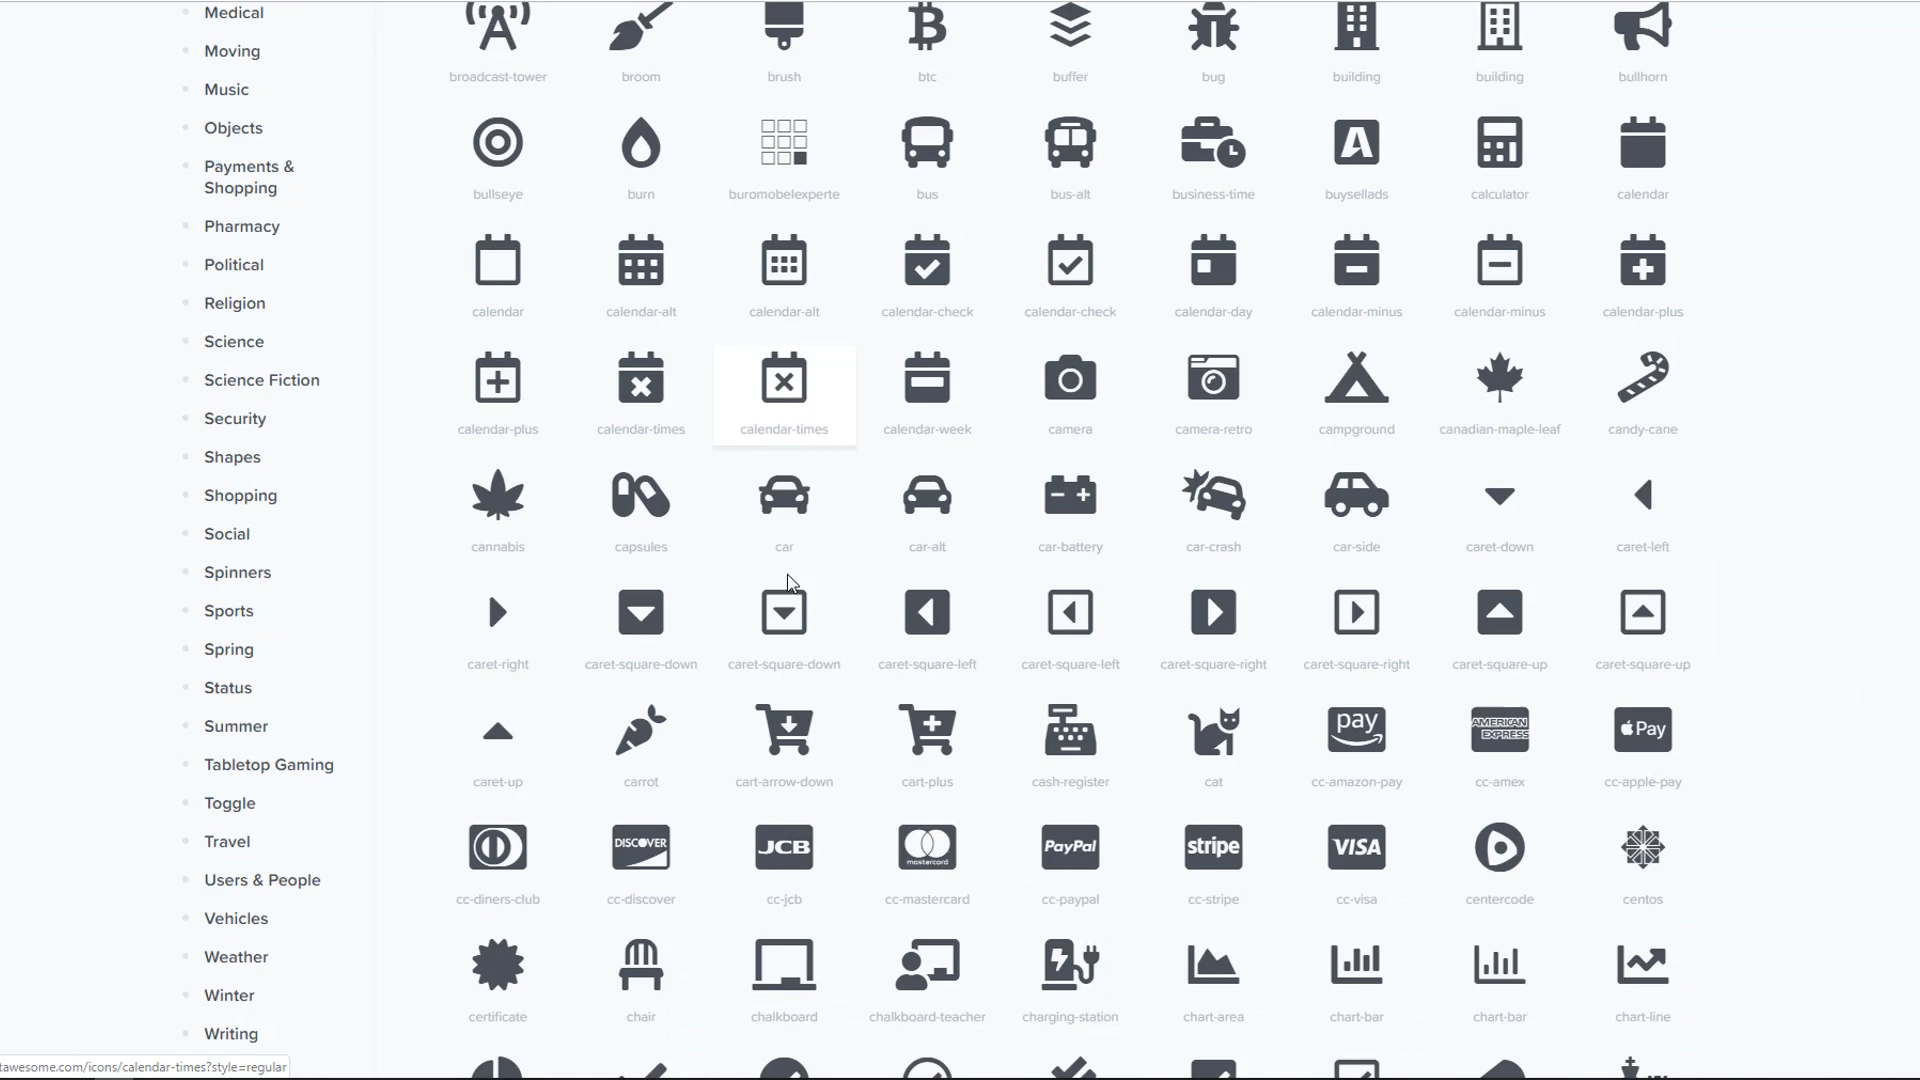 Medical
Moving
Music
Objects
Payments &
Shopping
Pharmacy
Political
Religion
Science
Science Fiction
Security
Shapes
Shopping
Social
Spinners
Sports
Spring
Status
Summer
Tabletop Gaming
Toggle
Travel
Users & People
Vehicles
Weather
Winter
Writing
broadcast-tower broom brush btc buffer bug building building bullhorn
bullseye burn buromobelexperte bus bus-alt business-time buysellads calculator calendar
calendar calendar-alt calendar-alt calendar-check calendar-check calendar-day calendar-minus calendar-minus calendar-plus
calendar-plus calendar-times calendar-times calendar-week camera camera-retro campground canadian-maple-leaf candy-cane
cannabis capsules car car-alt car-battery car-crash car-side caret-down caret-left
caret-right caret-square-down caret-square-down caret-square-left caret-square-left caret-square-right caret-square-right caret-square-up caret-square-up
pay AMERICAN EXPRESS Pay
caret-up carrot cart-arrow-down cart-plus cash-register cat cc-amazon-pay cc-amex cc-apple-pay
DISCOVER JCB mastercard PayPal stripe VISA
cc-diners-club cc-discover cc-jcb cc-mastercard cc-paypal cc-stripe cc-visa centercode centos
certificate chair chalkboard chalkboard-teacher charging-station chart-area chart-bar chart-bar chart-line
tawesome.com/icons/calendar-times?style=regular